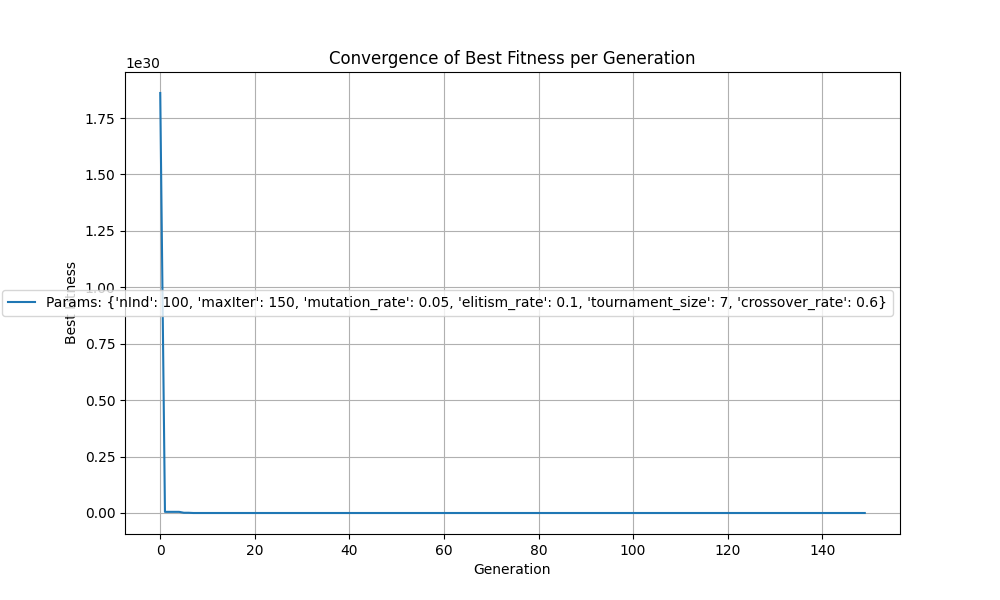 Convergence of Best Fitness per Generation
1e30
1.75
1.50
1.25
1.00
Params: {'nInd': 100, 'maxIter': 150, 'mutation_rate': 0.05, 'elitism_rate': 0.1, 'tournament_size': 7, 'crossover_rate': 0.6}
Best Fitness
0.75
0.50
0.25
0.00
0 20 40 60 80 100 120 140
Generation